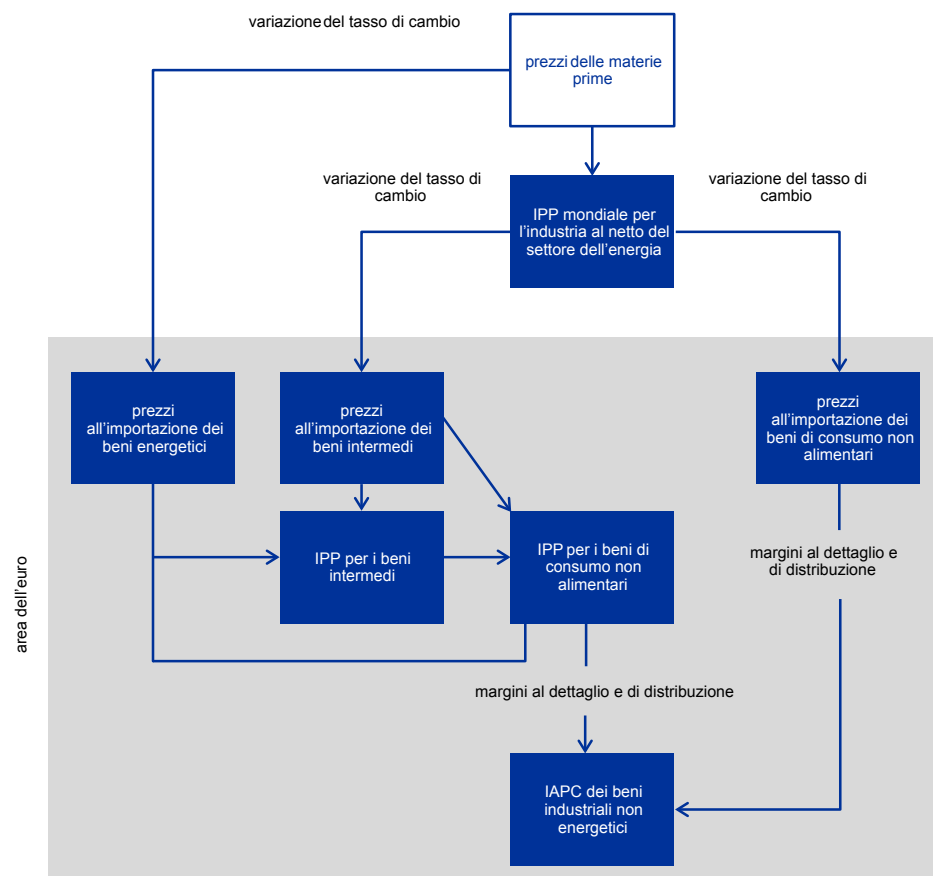 variazione del tasso di cambio
prezzi delle materie
prime
variazione del tasso di
cambio
variazione del tasso di
cambio
IPP mondiale per
l'industria al netto del
settore dell'energia
prezzi
all'importazione dei
beni energetici
prezzi
all'importazione dei
beni intermedi
prezzi
all'importazione dei
beni di consumo non
alimentari
IPP per i beni
intermedi
IPP per i beni di
consumo non
alimentari
margini al dettaglio e
di distribuzione
area dell'euro
margini al dettaglio e di distribuzione
IAPC dei beni
industriali non
energetici